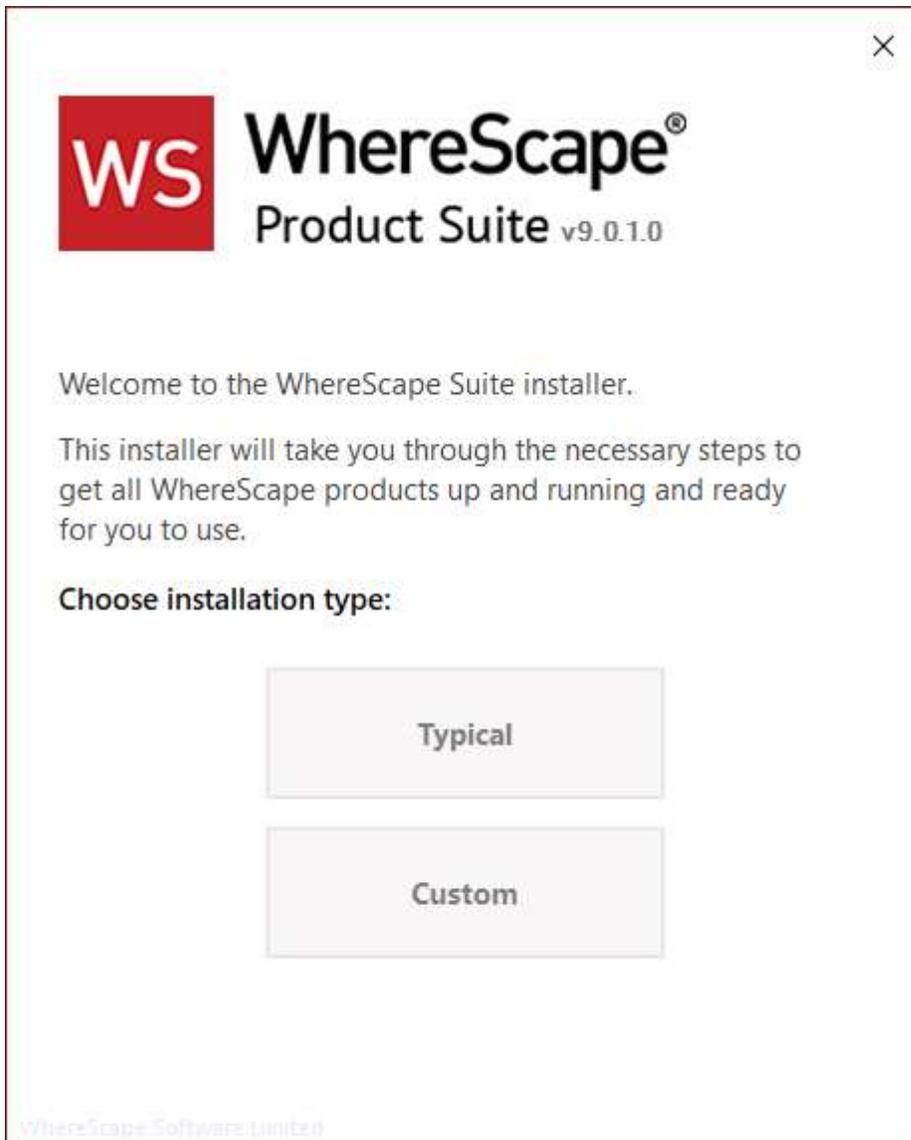 WS
WhereScape®
Product Suite v9.0.1.0
Welcome to the WhereScape Suite installer.
This installer will take you through the necessary steps to
get all WhereScape products up and running and ready
for you to use.
Choose installation type:
Typical
Custom
WhereScape Software Limited